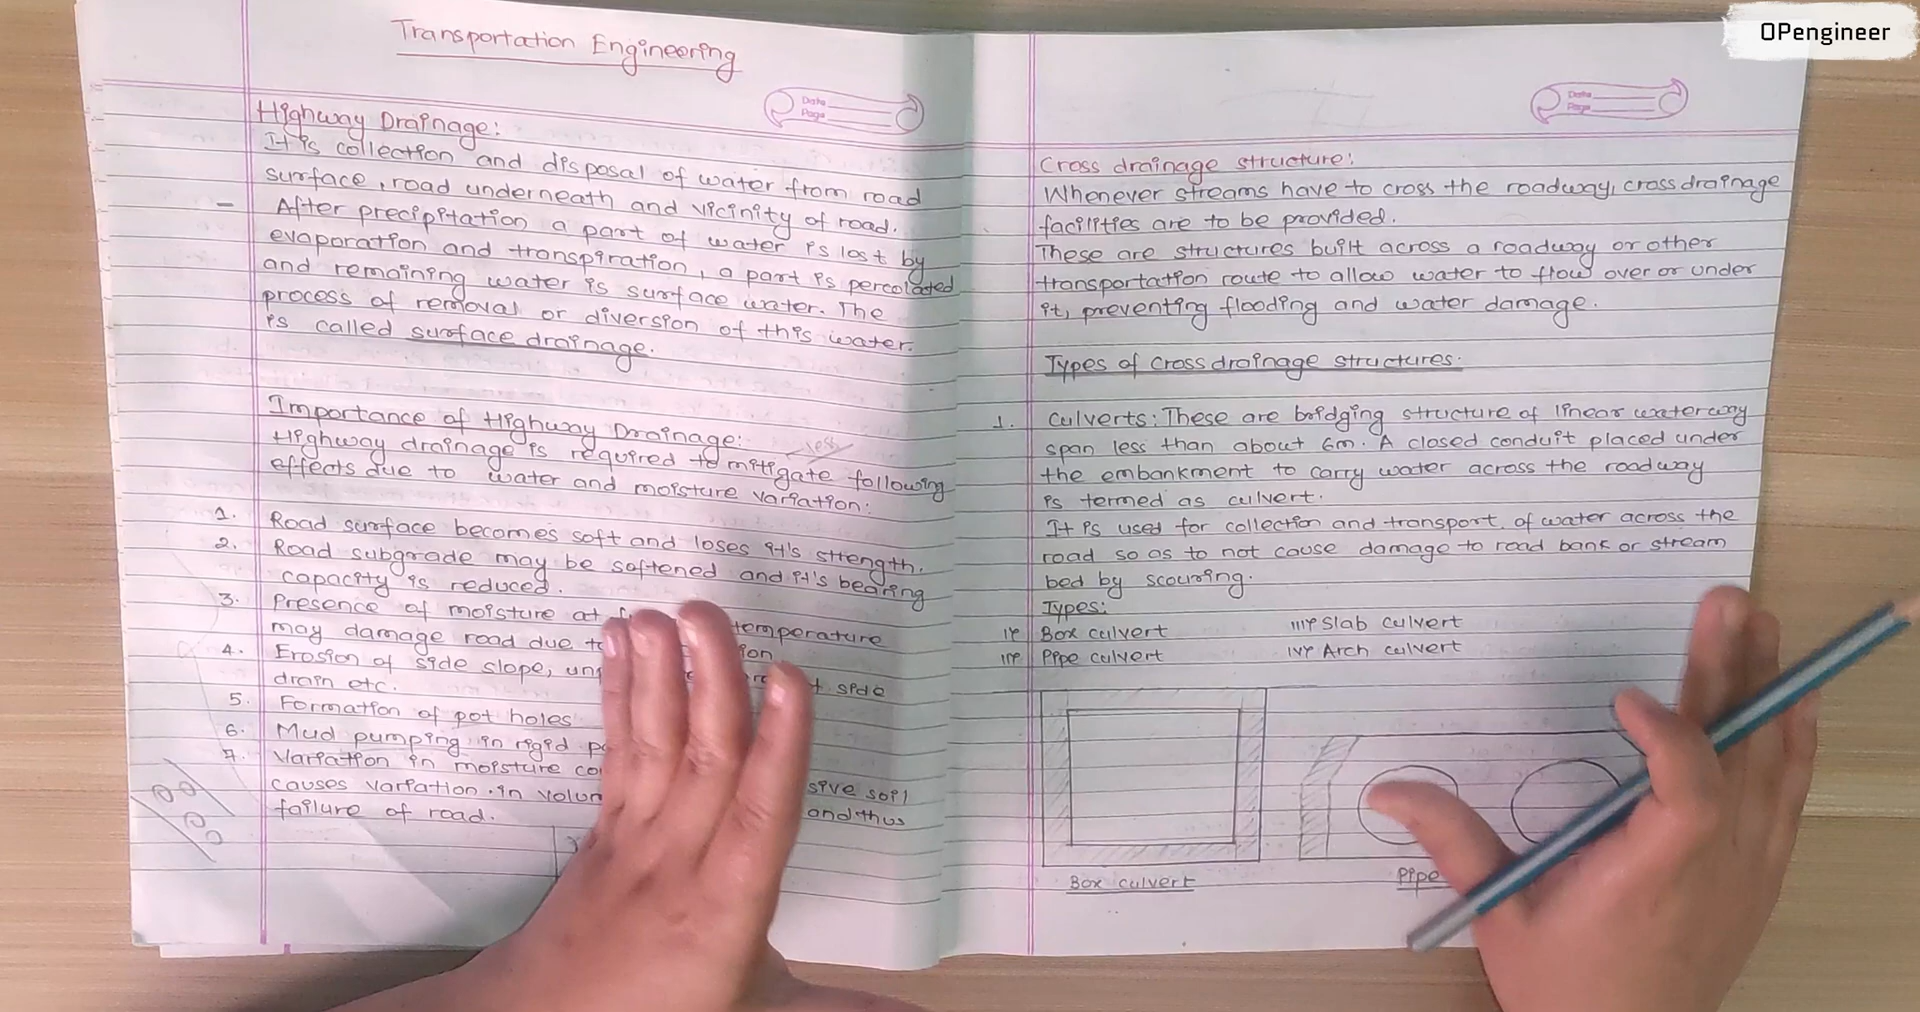 OPengineer
Transportation Engineering
Date
Page
Highway Drainage:
It is collection and disposal of water from road
surface, road underneath and vicinity of road.
- After precipitation a part of water is lost by
evaporation and transpiration, a part is percolated
and remaining water is surface water. The
process of removal or diversion of this water.
is called surface drainage.
Importance of Highway Drainage:
Highway drainage is required to mitigate following
effects due to water and moisture variation:
1. Road surface becomes soft and loses it's strength.
2. Road subgrade may be softened and it's bearing
capacity is reduced.
3. Presence of moisture at temperature
may damage road due to
4. Erosion of side slope, side
drain etc.
5. Formation of pot holes
6. Mud pumping in rigid
7. Variation in moisture
causes variation in soil
failure of road. and thus
Date
Page
Cross drainage structure:
Whenever streams have to cross the roadway, cross drainage
facilities are to be provided.
These are structures built across a roadway or other
transportation route to allow water to flow over or under
it, preventing flooding and water damage.
Types of Cross drainage structures.
1. Culverts: These are bridging structure of linear waterway
span less than about 6m. A closed conduit placed under
the embankment to carry water across the roadway
is termed as culvert.
It is used for collection and transport of water across the
road so as to not cause damage to road bank or stream
bed by scouring.
Types:
i) Box culvert iii) Slab culvert
ii) Pipe culvert iv) Arch culvert
Box culvert
Pipe